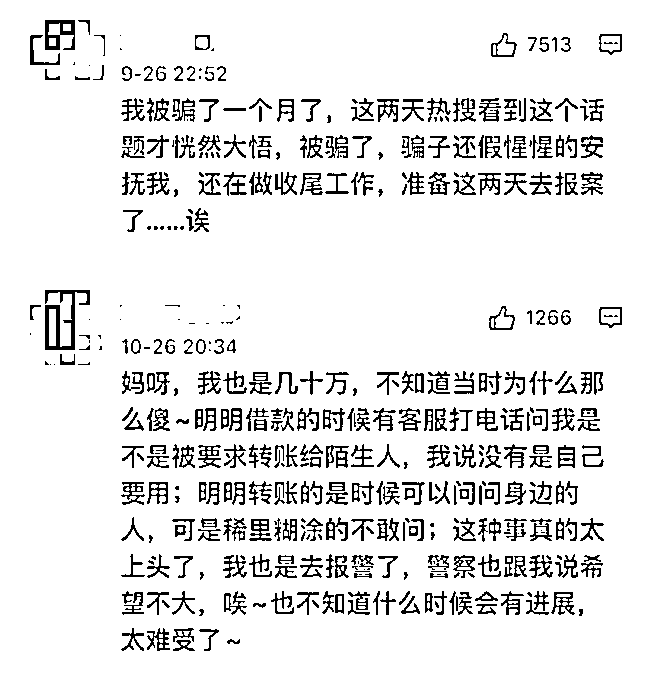 7513
9-26 22:52
我被骗了一个月了，这两天热搜看到这个话
题才恍然大悟，被骗了，骗子还假惺惺的安
抚我，还在做收尾工作，准备这两天去报案
了......诶
1266
10-26 20:34
妈呀，我也是几十万，不知道当时为什么那
么傻~明明借款的时候有客服打电话问我是
不是被要求转账给陌生人，我说没有是自己
要用；明明转账的是时候可以问问身边的
人，可是稀里糊涂的不敢问；这种事真的太
上头了，我也是去报警了，警察也跟我说希
望不大，唉~也不知道什么时候会有进展，
太难受了~